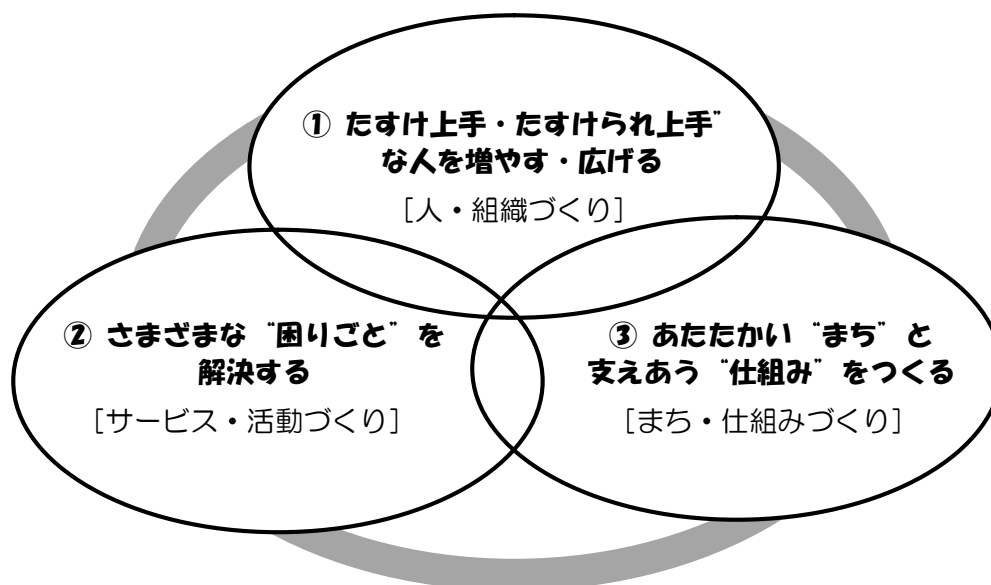 ① たすけ上手・たすけられ上手”
な人を増やす・広げる
［人・組織づくり］
② さまざまな“困りごと”を
解決する
［サービス・活動づくり］
③ あたたかい“まち”と
支えあう“仕組み”をつくる
［まち・仕組みづくり］